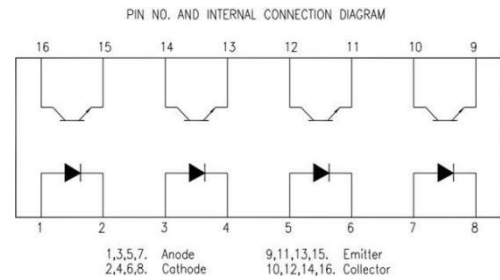 PIN NO. AND INTERNAL CONNECTION DIAGRAM
16 15 14 13 12 11 10 9
1 2 3 4 5 6 7 8
1,3,5,7. Anode 9,11,13,15. Emitter
2,4,6,8. Cathode 10,12,14,16. Collector